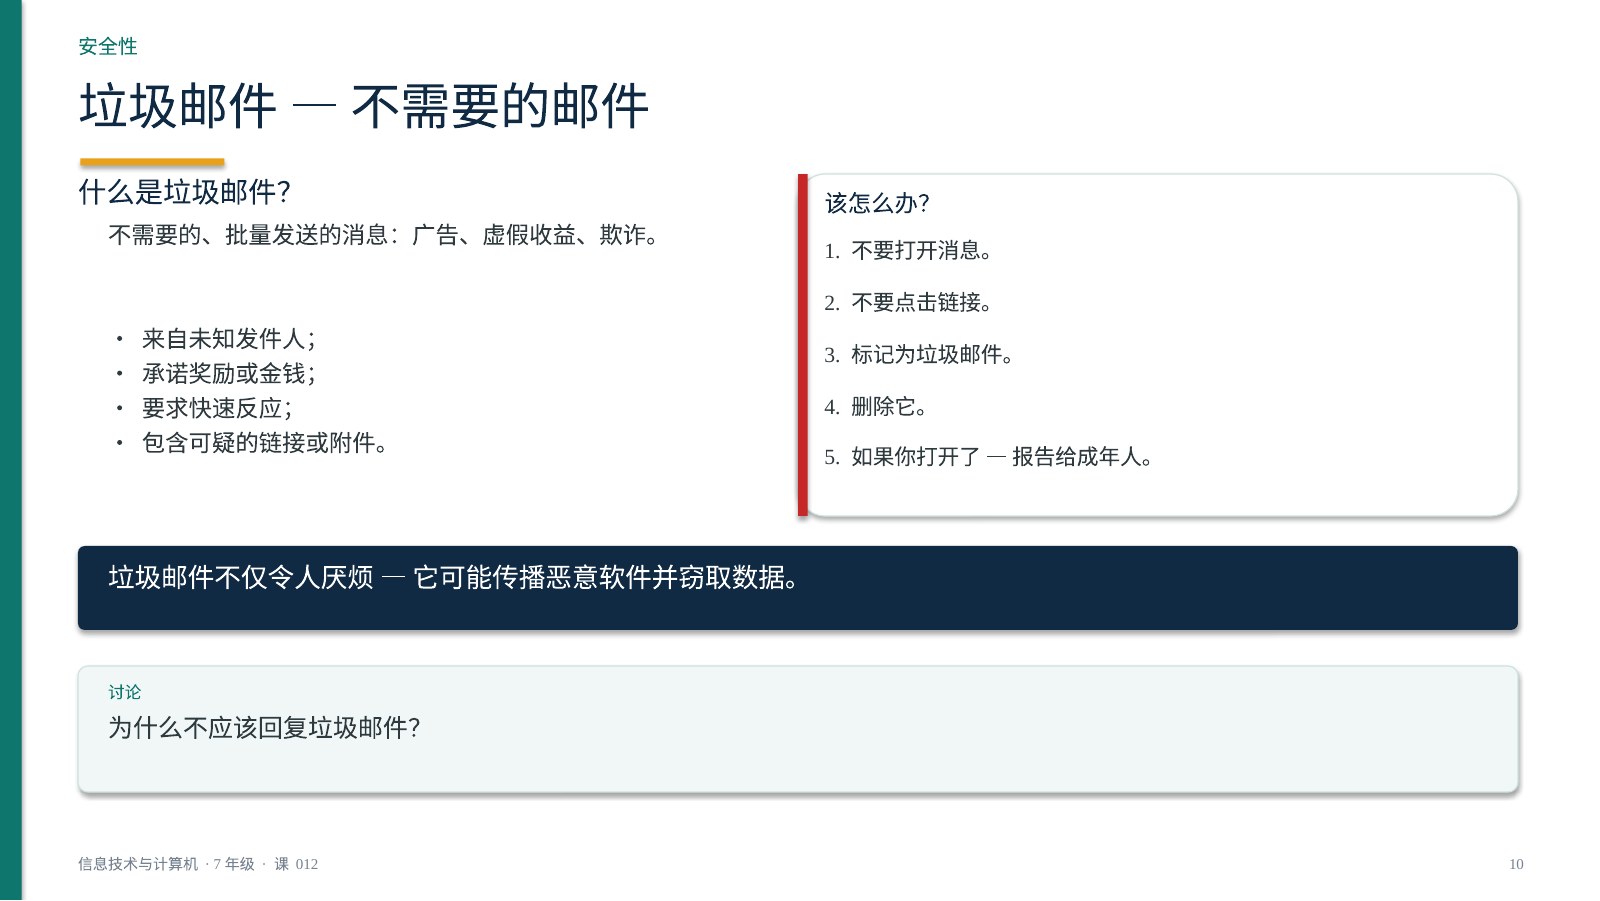 安全性
垃圾邮件 — 不需要的邮件
什么是垃圾邮件？
不需要的、批量发送的消息：广告、虚假收益、欺诈。
• 来自未知发件人；
• 承诺奖励或金钱；
• 要求快速反应；
• 包含可疑的链接或附件。
该怎么办？
1. 不要打开消息。
2. 不要点击链接。
3. 标记为垃圾邮件。
4. 删除它。
5. 如果你打开了 — 报告给成年人。
垃圾邮件不仅令人厌烦 — 它可能传播恶意软件并窃取数据。
讨论
为什么不应该回复垃圾邮件？
信息技术与计算机 · 7 年级 · 课 012
10